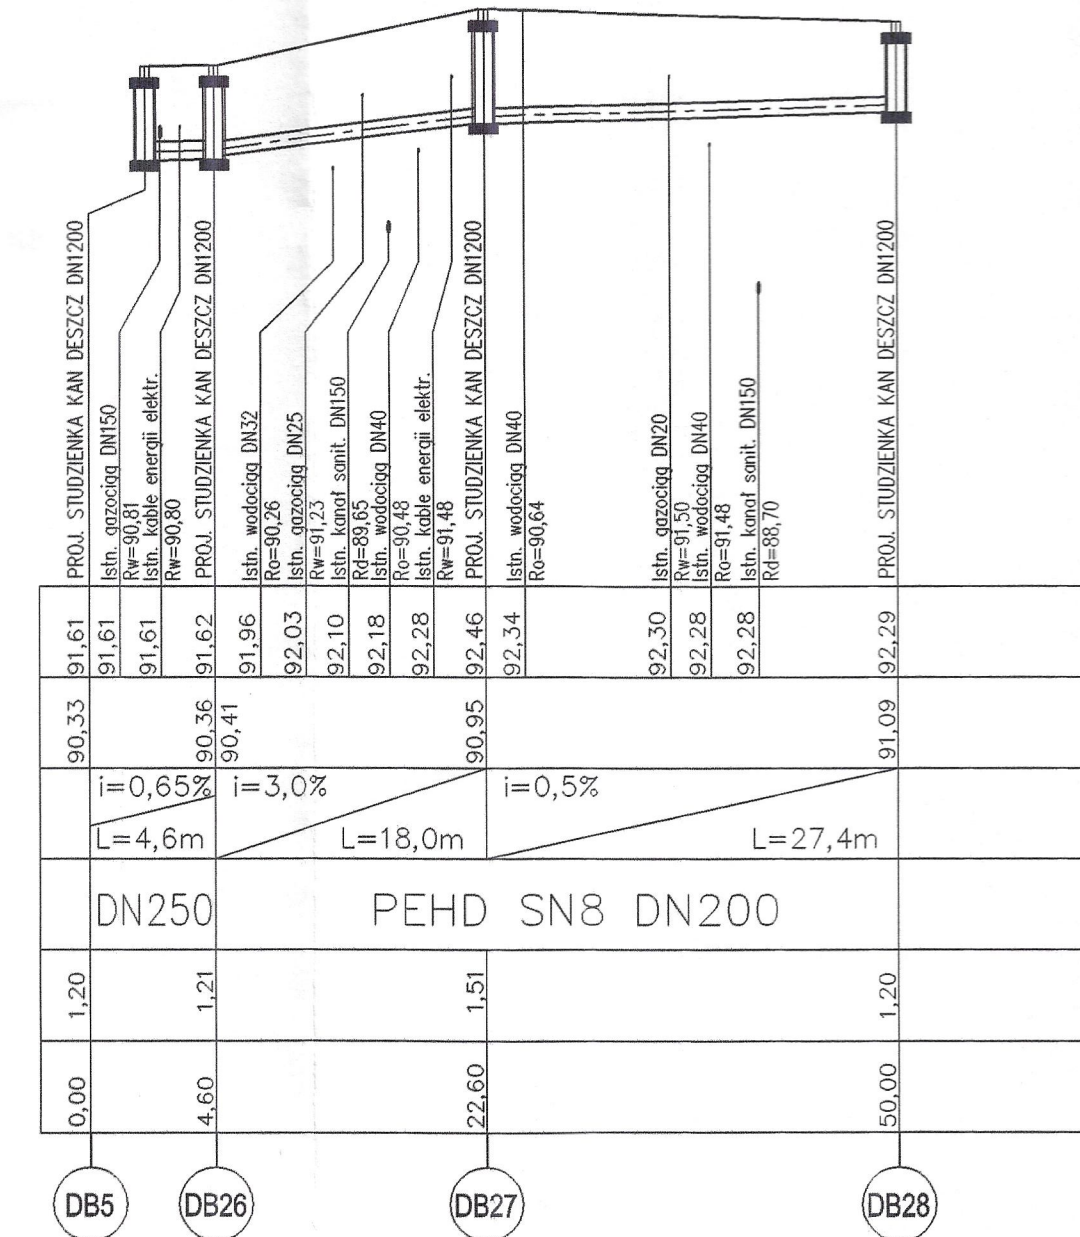 PROJ. STUDZIENKA KAN DESZCZ DN1200
Istn. gazociąg DN150
Rw=90,81
Istn. kable energii elektr.
Rw=90,80
PROJ. STUDZIENKA KAN DESZCZ DN1200
Istn. wodociąg DN32
Ro=90,26
Istn. gazociąg DN25
Rw=91,23
Istn. kanał sanit. DN150
Rd=89,65
Istn. wodociąg DN40
Ro=90,48
Istn. kable energii elektr.
Rw=91,48
PROJ. STUDZIENKA KAN DESZCZ DN1200
Istn. wodociąg DN40
Ro=90,64
Istn. gazociąg DN20
Rw=91,50
Istn. wodociąg DN40
Ro=91,48
Istn. kanał sanit. DN150
Rd=88,70
PROJ. STUDZIENKA KAN DESZCZ DN1200
91,61
91,61
91,61
91,62
91,96
92,03
92,10
92,18
92,28
92,46
92,34
92,30
92,28
92,28
92,29
90,33
90,36
90,41
90,95
91,09
i=0,65%
i=3,0%
i=0,5%
L=4,6m
L=18,0m
L=27,4m
DN250
PEHD SN8 DN200
1,20
1,21
1,51
1,20
0,00
4,60
22,60
50,00
DB5
DB26
DB27
DB28